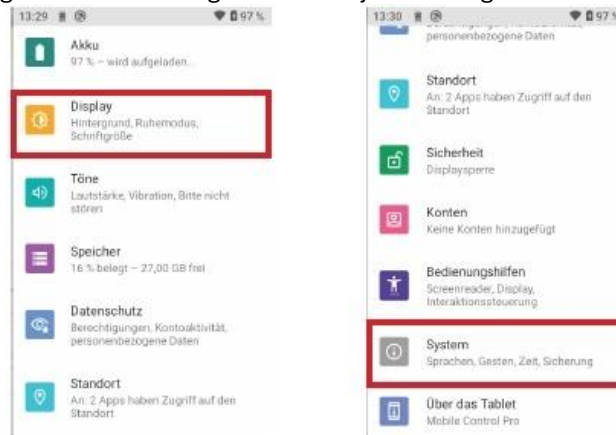 13:29
97 %
Akku
97 % – wird aufgeladen...
Display
Hintergrund, Ruhemodus,
Schriftgröße
Töne
Lautstärke, Vibration, Bitte nicht
stören
Speicher
16 % belegt – 27,00 GB frei
Datenschutz
Berechtigungen, Kontoaktivität,
personenbezogene Daten
Standort
An: 2 Apps haben Zugriff auf den
Standort
13:30
97 %
personenbezogene Daten
Standort
An: 2 Apps haben Zugriff auf den
Standort
Sicherheit
Displaysperre
Konten
Keine Konten hinzugefügt
Bedienungshilfen
Screenreader, Display,
Interaktionssteuerung
System
Sprachen, Gesten, Zeit, Sicherung
Über das Tablet
Mobile Control Pro